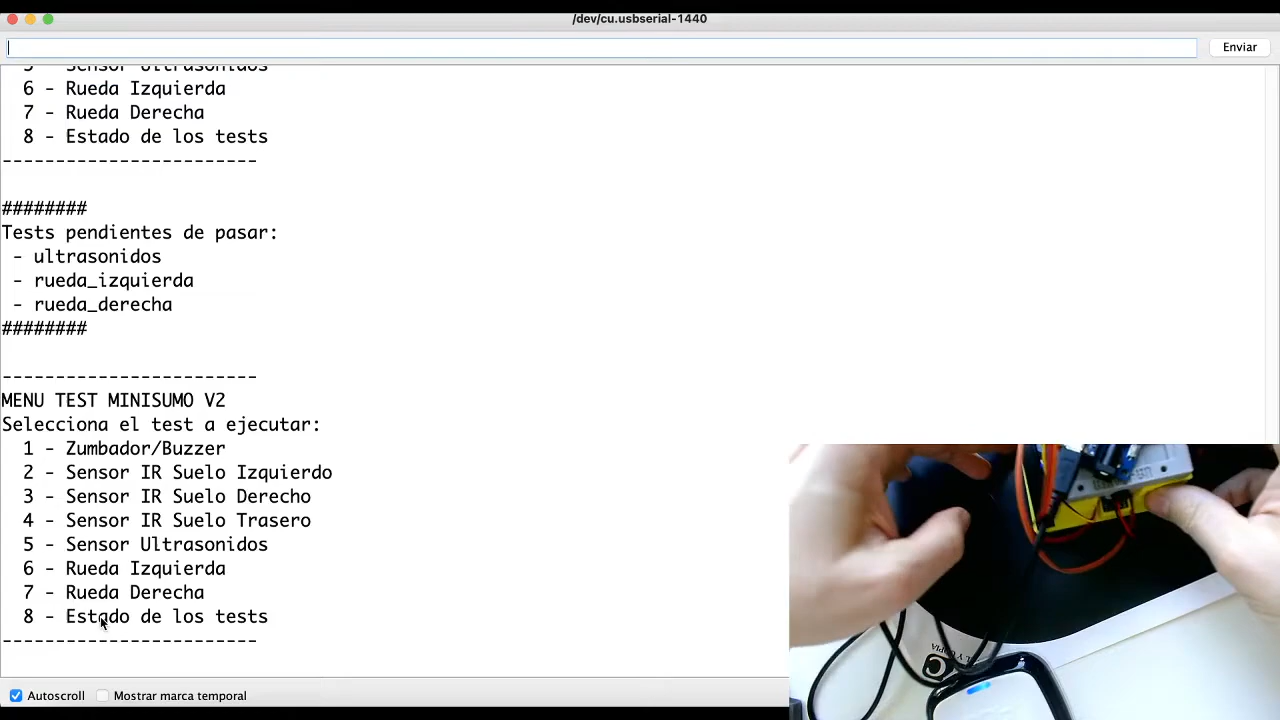 /dev/cu.usbserial-1440
Enviar
5 - Sensor Ultrasonidos
6 - Rueda Izquierda
7 - Rueda Derecha
8 - Estado de los tests
------------------------
########
Tests pendientes de pasar:
- ultrasonidos
- rueda_izquierda
- rueda_derecha
########
------------------------
MENU TEST MINISUMO V2
Selecciona el test a ejecutar:
1 - Zumbador/Buzzer
2 - Sensor IR Suelo Izquierdo
3 - Sensor IR Suelo Derecho
4 - Sensor IR Suelo Trasero
5 - Sensor Ultrasonidos
6 - Rueda Izquierda
7 - Rueda Derecha
8 - Estado de los tests
------------------------
Autoscroll Mostrar marca temporal